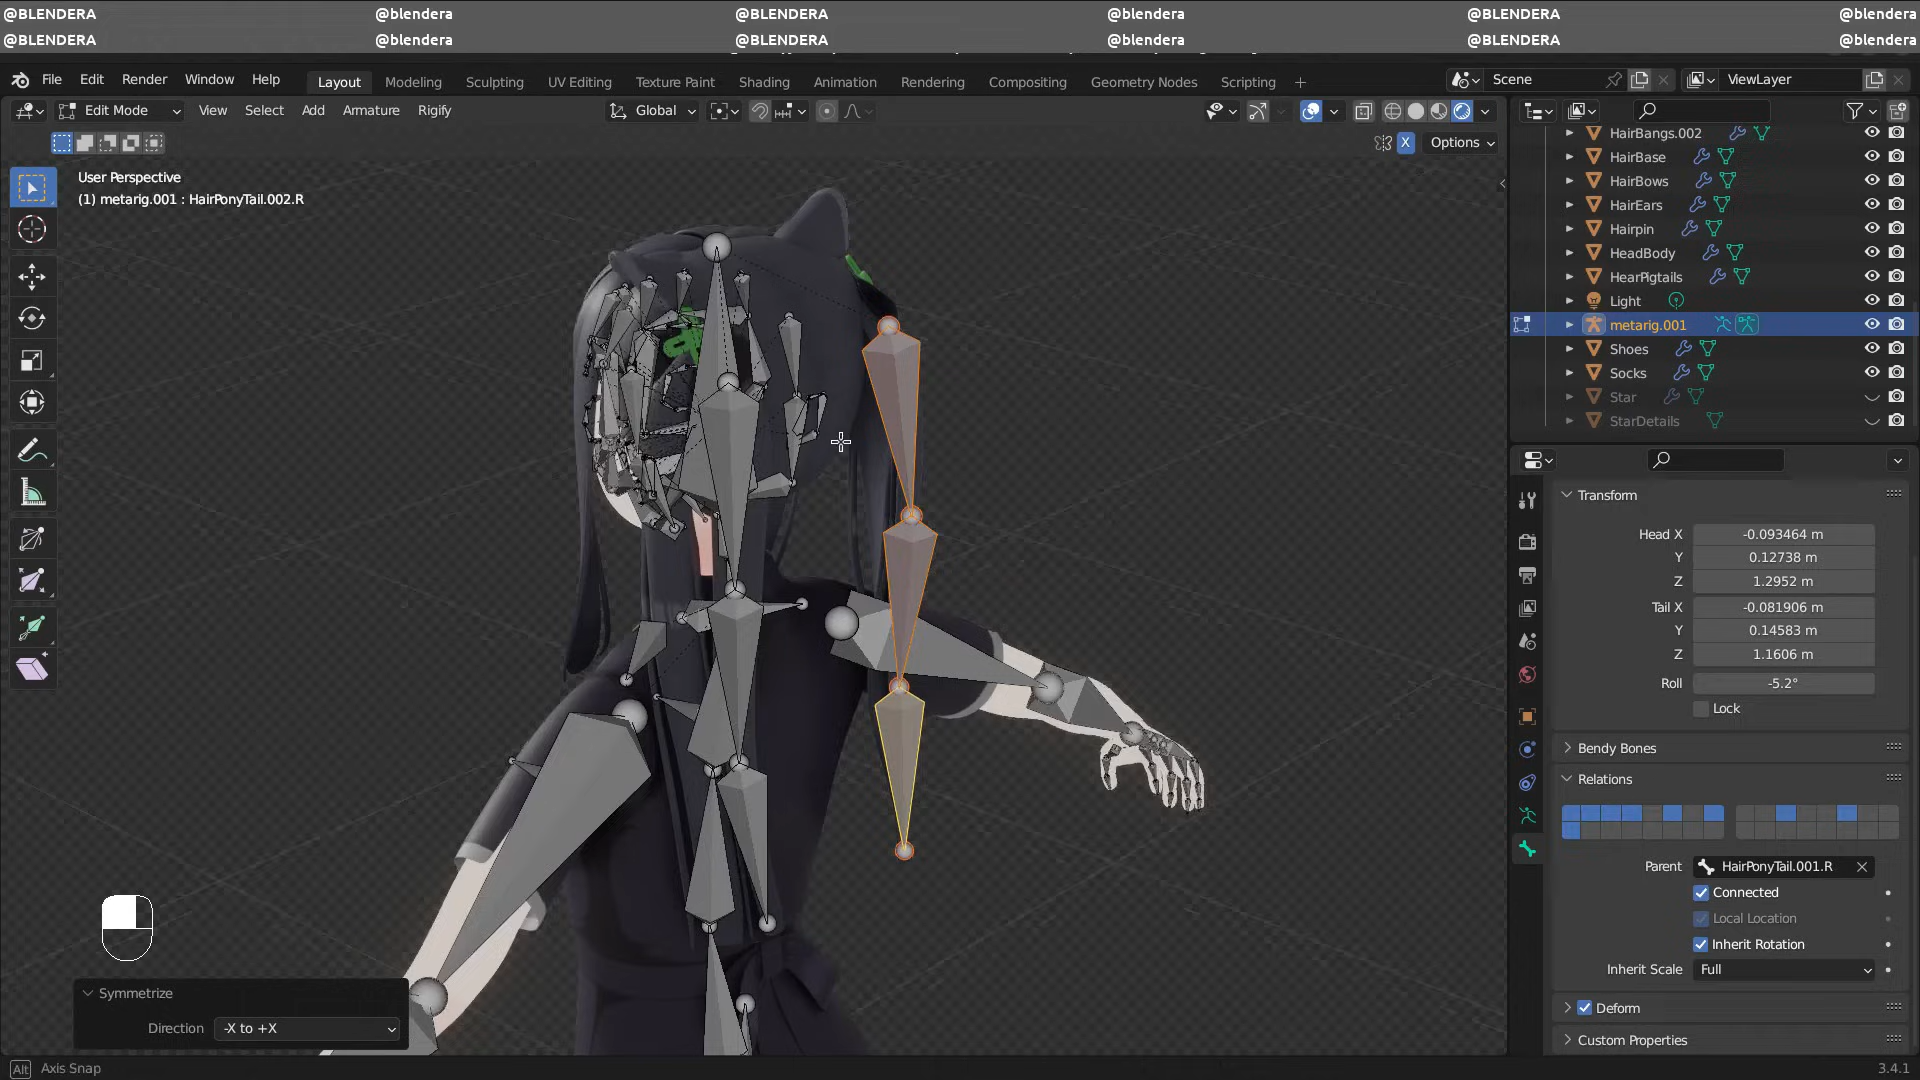 @BLENDERA @blendera @BLENDERA @blendera @BLENDERA @blendera
@BLENDERA @blendera @BLENDERA @blendera @BLENDERA @blendera
File Edit Render Window Help Layout Modeling Sculpting UV Editing Texture Paint Shading Animation Rendering Compositing Geometry Nodes Scripting + Scene ViewLayer
Edit Mode View Select Add Armature Rigify Global
X Options
User Perspective
(1) metarig.001 : HairPonyTail.002.R
HairBangs.002
HairBase
HairBows
HairEars
Hairpin
HeadBody
HearPigtails
Light
metarig.001
Shoes
Socks
Star
StarDetails
Transform
Head X -0.093464 m
Y 0.12738 m
Z 1.2952 m
Tail X -0.081906 m
Y 0.14583 m
Z 1.1606 m
Roll -5.2°
Lock
Bendy Bones
Relations
Parent HairPonyTail.001.R
Connected
Local Location
Inherit Rotation
Inherit Scale Full
Deform
Custom Properties
Symmetrize
Direction -X to +X
Alt Axis Snap
3.4.1